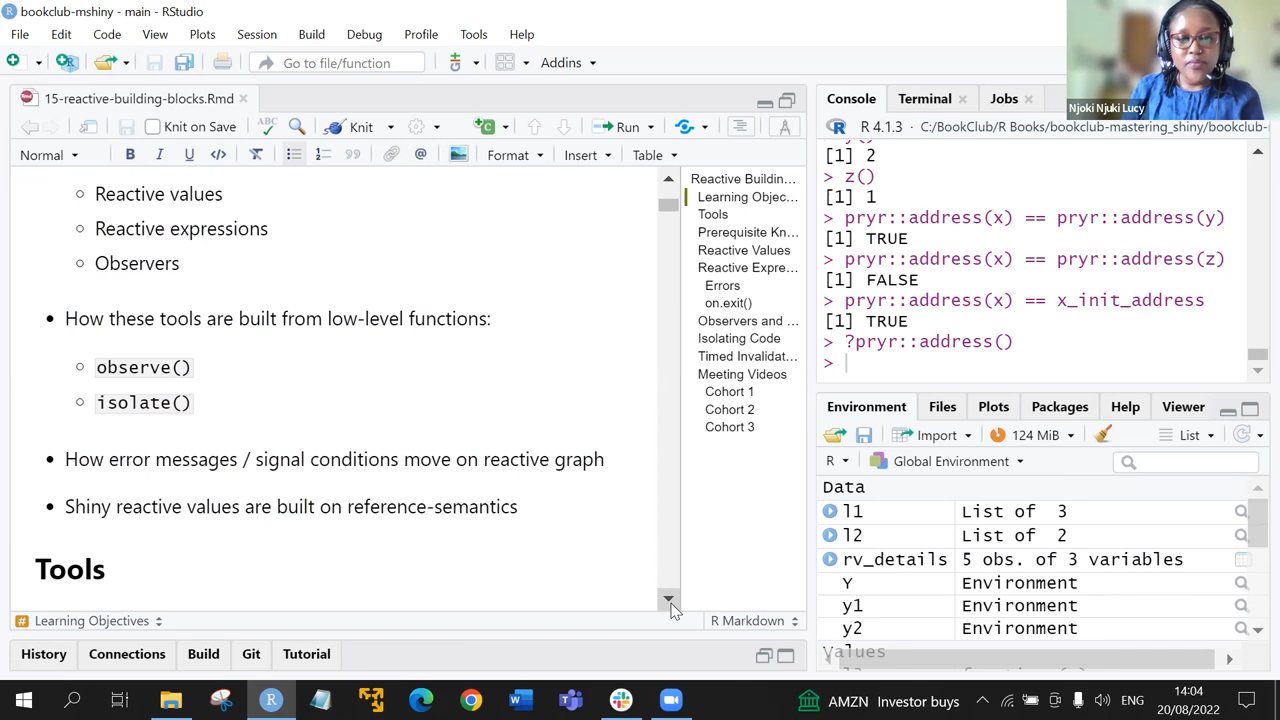 bookclub-mshiny - main - RStudio
File Edit Code View Plots Session Build Debug Profile Tools Help
Go to file/function Addins
Njoki Njuki Lucy
15-reactive-building-blocks.Rmd
Knit on Save ABC Knit Run
Normal B I U Format Insert Table
Reactive values
Reactive expressions
Observers
How these tools are built from low-level functions:
observe()
isolate()
How error messages / signal conditions move on reactive graph
Shiny reactive values are built on reference-semantics
Tools
Reactive Buildin...
Learning Objec...
Tools
Prerequisite Kn...
Reactive Values
Reactive Expre...
Errors
on.exit()
Observers and ...
Isolating Code
Timed Invalidat...
Meeting Videos
Cohort 1
Cohort 2
Cohort 3
# Learning Objectives R Markdown
History Connections Build Git Tutorial
Console Terminal Jobs
R 4.1.3 · C:/BookClub/R Books/bookclub-mastering_shiny/bookclub-
[1] 2
> z()
[1] 1
> pryr::address(x) == pryr::address(y)
[1] TRUE
> pryr::address(x) == pryr::address(z)
[1] FALSE
> pryr::address(x) == x_init_address
[1] TRUE
> ?pryr::address()
>
Environment Files Plots Packages Help Viewer
Import 124 MiB List
R Global Environment
Data
l1 List of 3
l2 List of 2
rv_details 5 obs. of 3 variables
Y Environment
y1 Environment
y2 Environment
Values
AMZN Investor buys ENG
14:04
20/08/2022